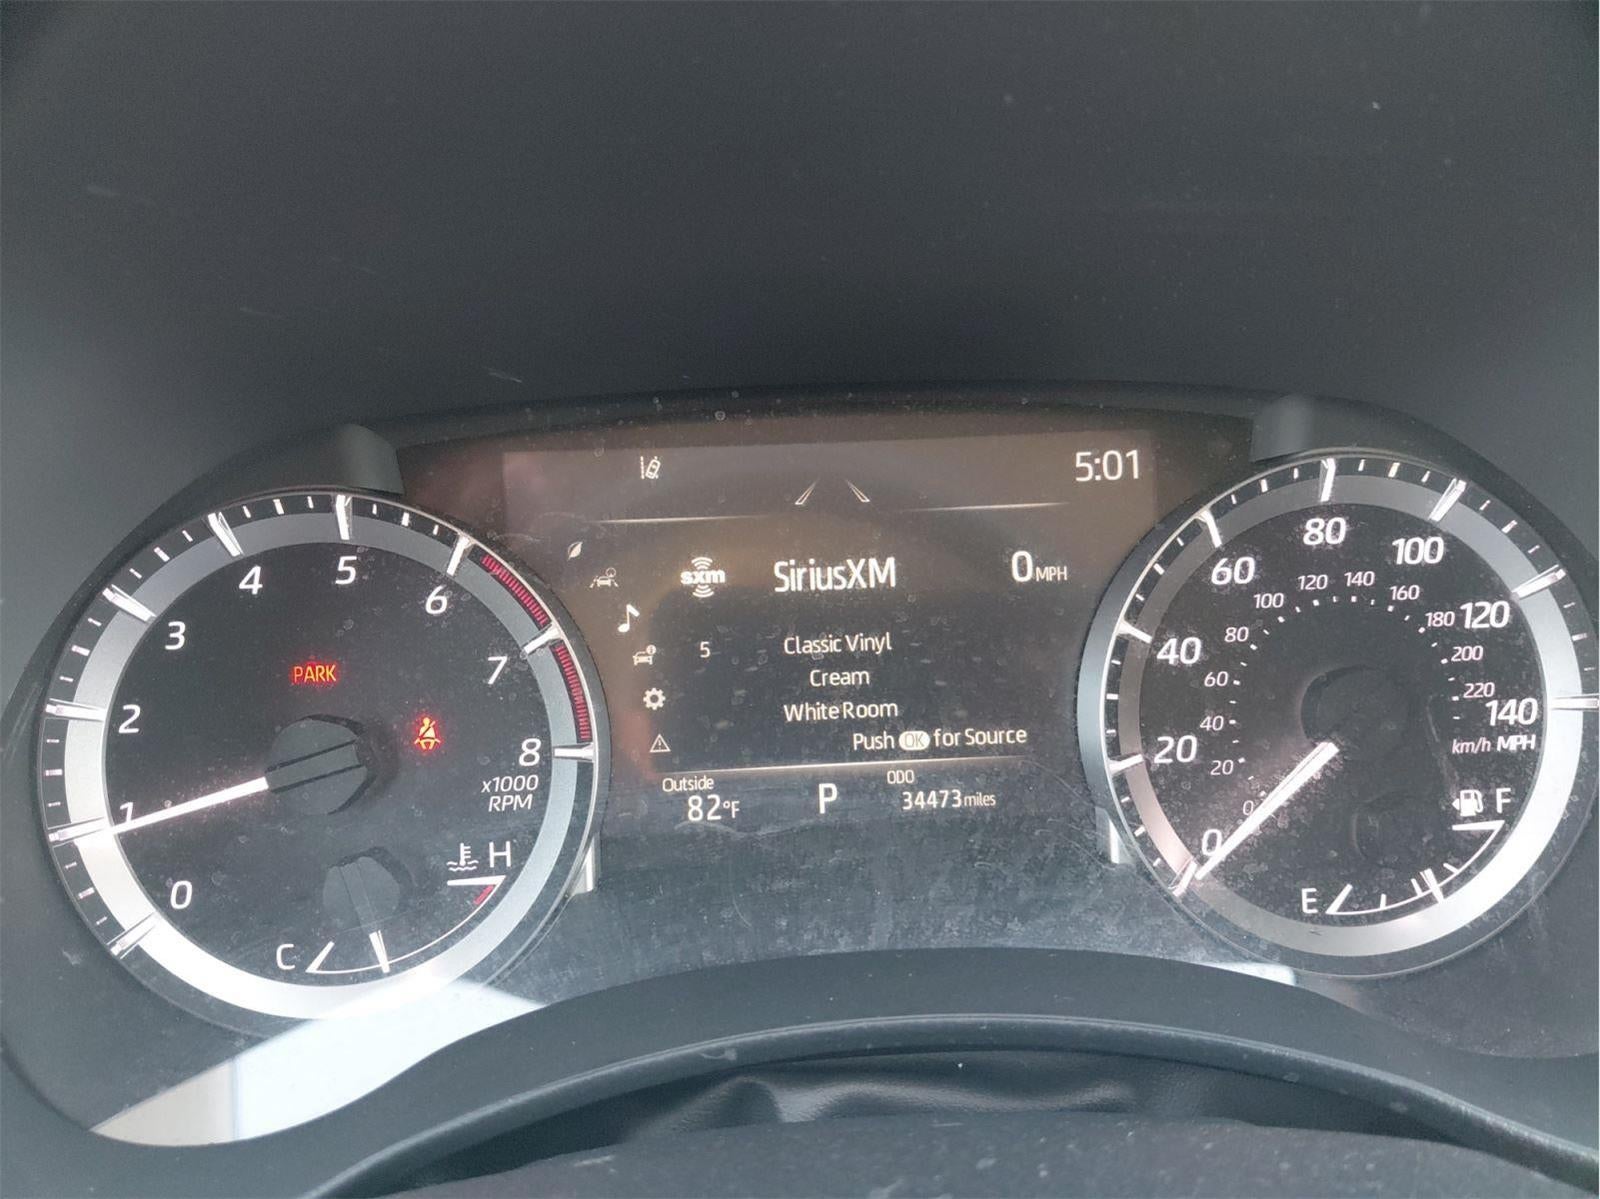 5:01
sxm
SiriusXM
0 MPH
5
Classic Vinyl
Cream
White Room
Push OK for Source
Outside
82°F
P
ODO
34473 miles
0
1
2
3
4
5
6
7
8
x1000
RPM
PARK
H
C
0
20
40
60
80
100
120
140
km/h MPH
0
20
40
60
80
100
120
140
160
180
200
220
F
E